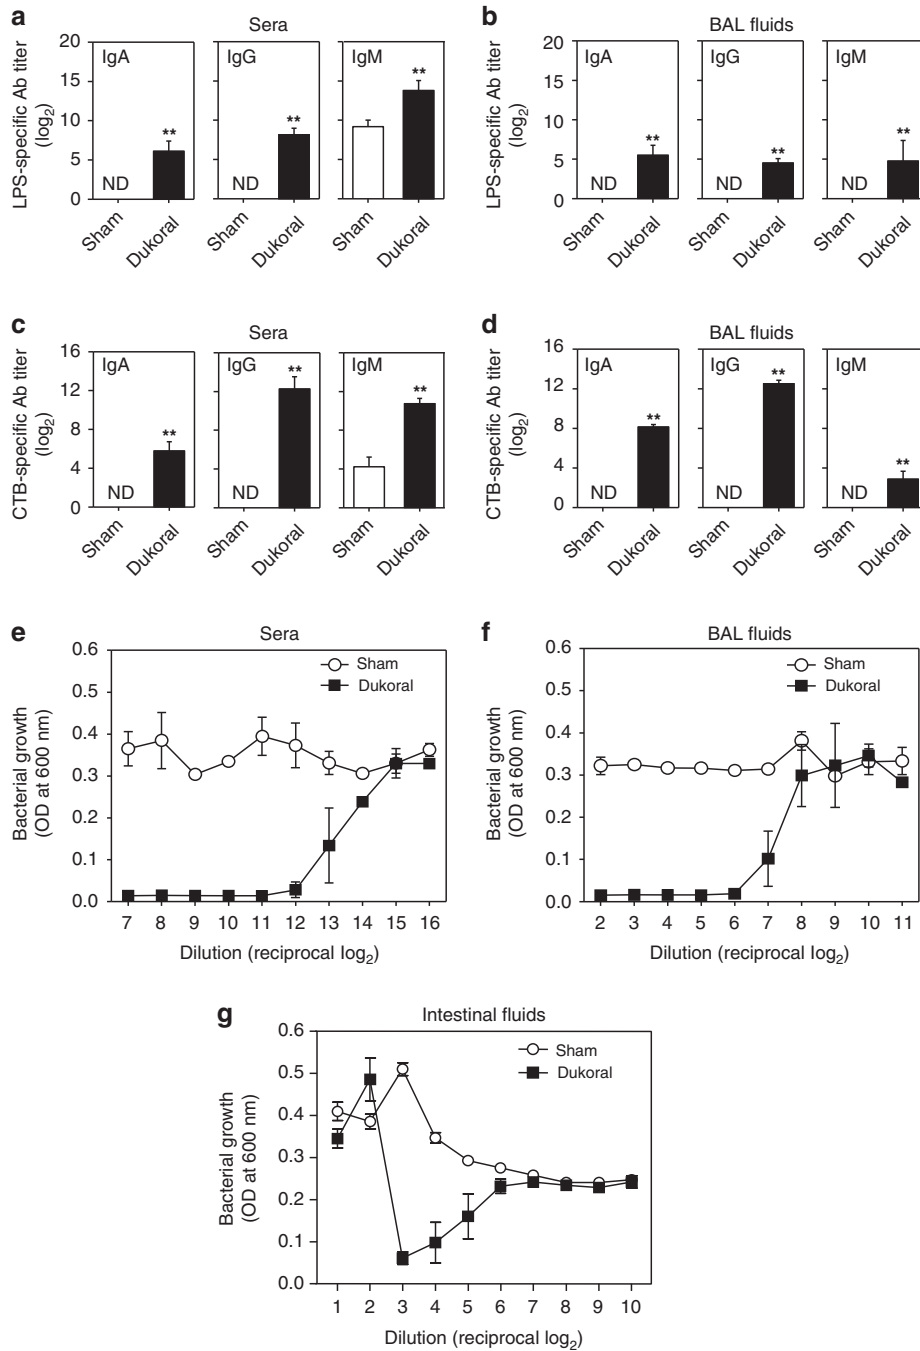 a
Sera
LPS-specific Ab titer
(log2)
20
15
10
5
0
IgA
**
ND
Sham
Dukoral
IgG
**
ND
Sham
Dukoral
IgM
**
Sham
Dukoral
b
BAL fluids
LPS-specific Ab titer
(log2)
20
15
10
5
0
IgA
**
ND
Sham
Dukoral
IgG
**
ND
Sham
Dukoral
IgM
**
ND
Sham
Dukoral
c
Sera
CTB-specific Ab titer
(log2)
16
12
8
4
0
IgA
**
ND
Sham
Dukoral
IgG
**
ND
Sham
Dukoral
IgM
**
Sham
Dukoral
d
BAL fluids
CTB-specific Ab titer
(log2)
16
12
8
4
0
IgA
**
ND
Sham
Dukoral
IgG
**
ND
Sham
Dukoral
IgM
**
ND
Sham
Dukoral
e
Sera
Bacterial growth
(OD at 600 nm)
0.6
0.5
0.4
0.3
0.2
0.1
0.0
Sham
Dukoral
7 8 9 10 11 12 13 14 15 16
Dilution (reciprocal log2)
f
BAL fluids
Bacterial growth
(OD at 600 nm)
0.6
0.5
0.4
0.3
0.2
0.1
0.0
Sham
Dukoral
2 3 4 5 6 7 8 9 10 11
Dilution (reciprocal log2)
g
Intestinal fluids
Bacterial growth
(OD at 600 nm)
0.6
0.5
0.4
0.3
0.2
0.1
0.0
Sham
Dukoral
1 2 3 4 5 6 7 8 9 10
Dilution (reciprocal log2)